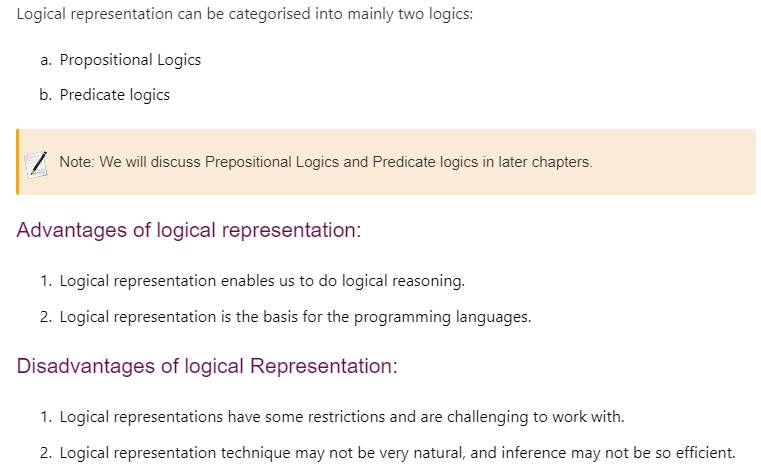 Logical representation can be categorised into mainly two logics:
a. Propositional Logics
b. Predicate logics
Note: We will discuss Prepositional Logics and Predicate logics in later chapters.
Advantages of logical representation:
1. Logical representation enables us to do logical reasoning.
2. Logical representation is the basis for the programming languages.
Disadvantages of logical Representation:
1. Logical representations have some restrictions and are challenging to work with.
2. Logical representation technique may not be very natural, and inference may not be so efficient.